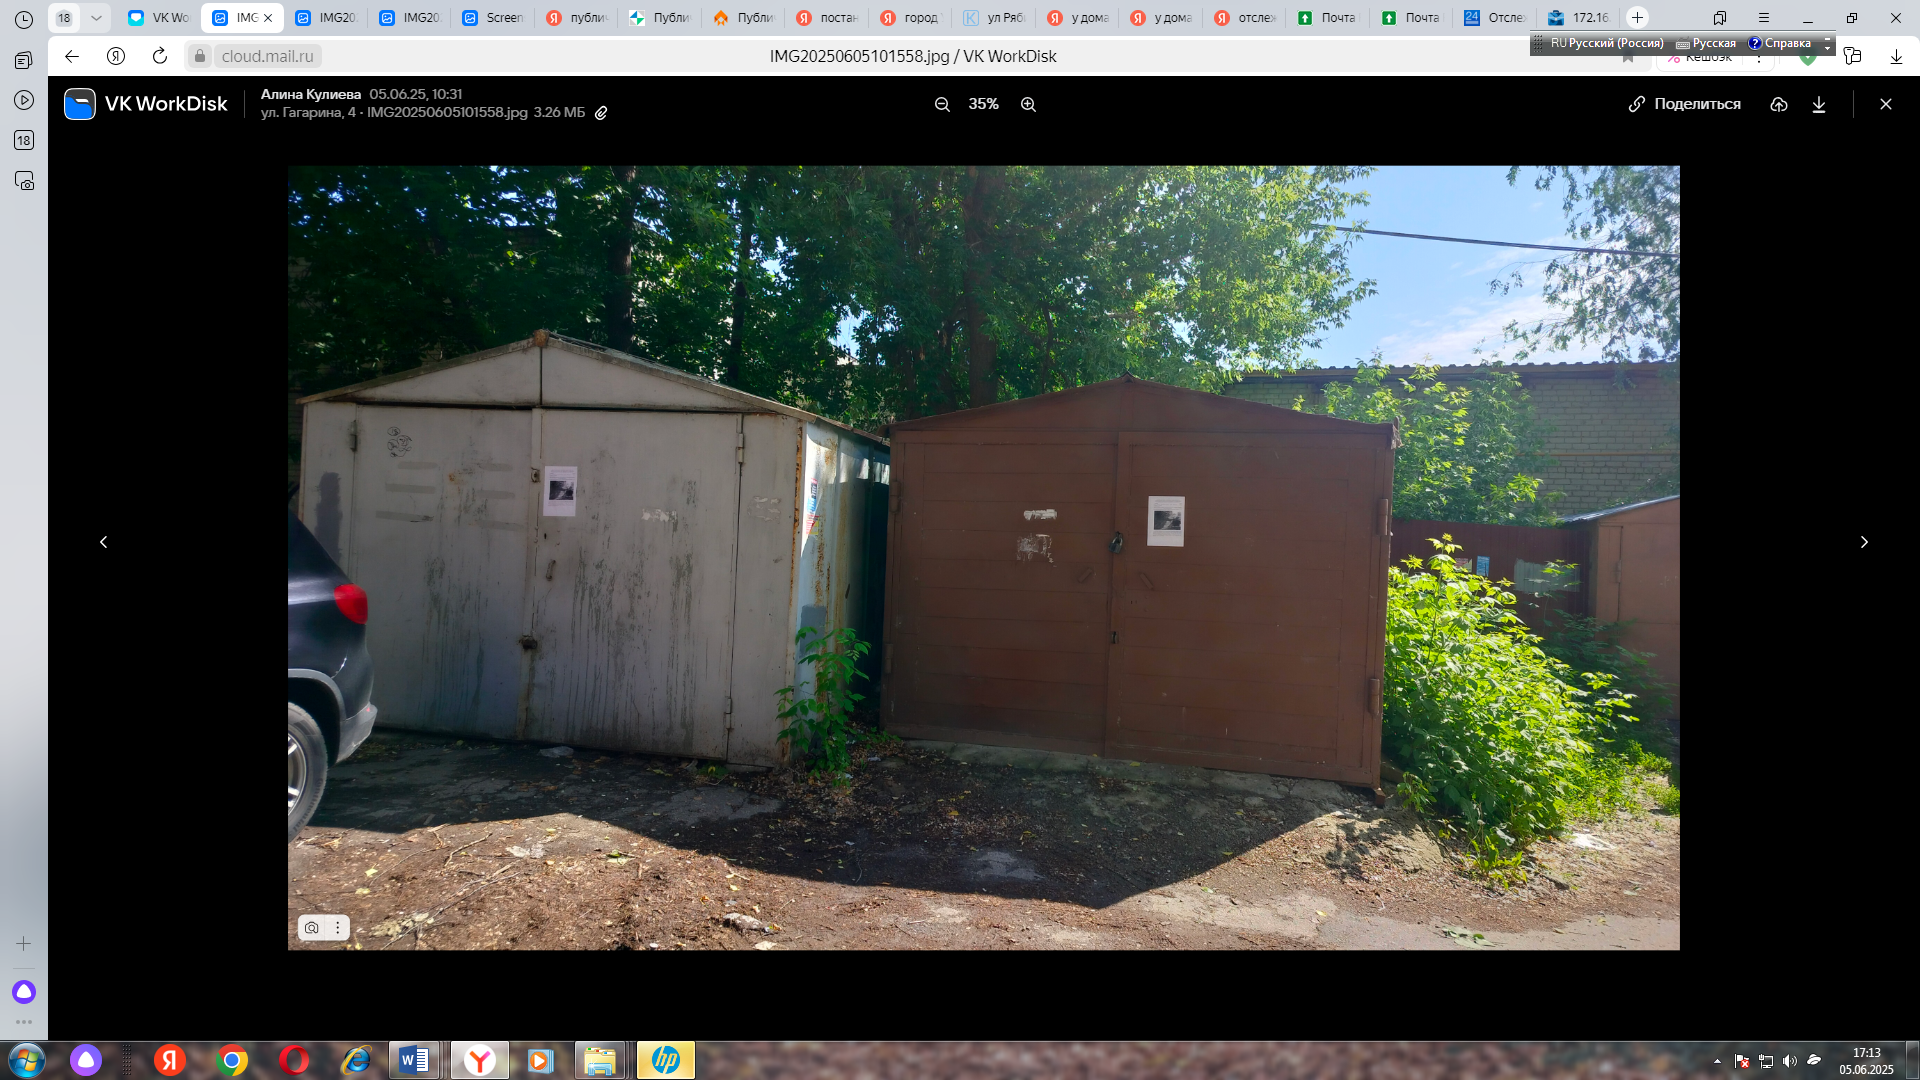 18
VK Wo
IMG
IMG20
IMG20
Screen
публич
Публи
Публи
постан
город
ул Ряб
у дома
у дома
отслеж
Почта
Почта
24 Отсле
172.16
cloud.mail.ru
IMG20250605101558.jpg / VK WorkDisk
RU Русский (Россия) Русская Справка
Кешбэк
VK WorkDisk
Алина Кулиева 05.06.25, 10:31
ул. Гагарина, 4 · IMG20250605101558.jpg 3.26 МБ
35%
Поделиться
18
17:13
05.06.2025